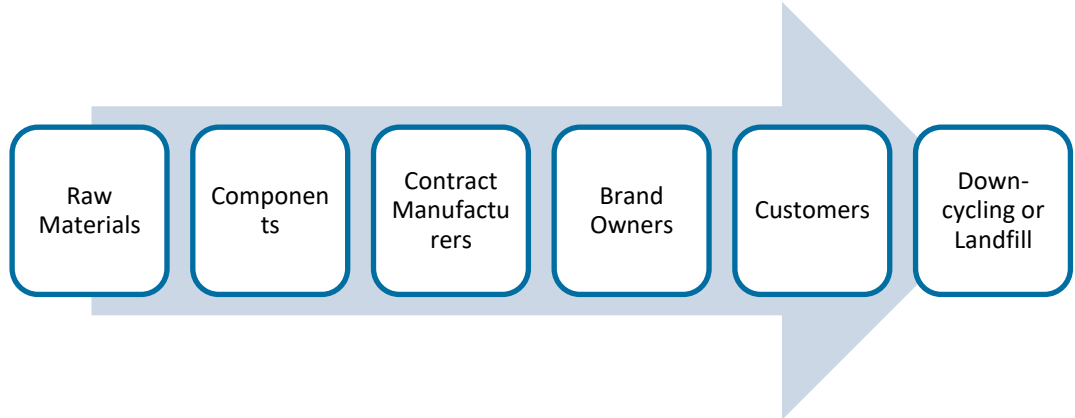 Raw
Materials
Componen
ts
Contract
Manufactu
rers
Brand
Owners
Customers
Down-
cycling or
Landfill